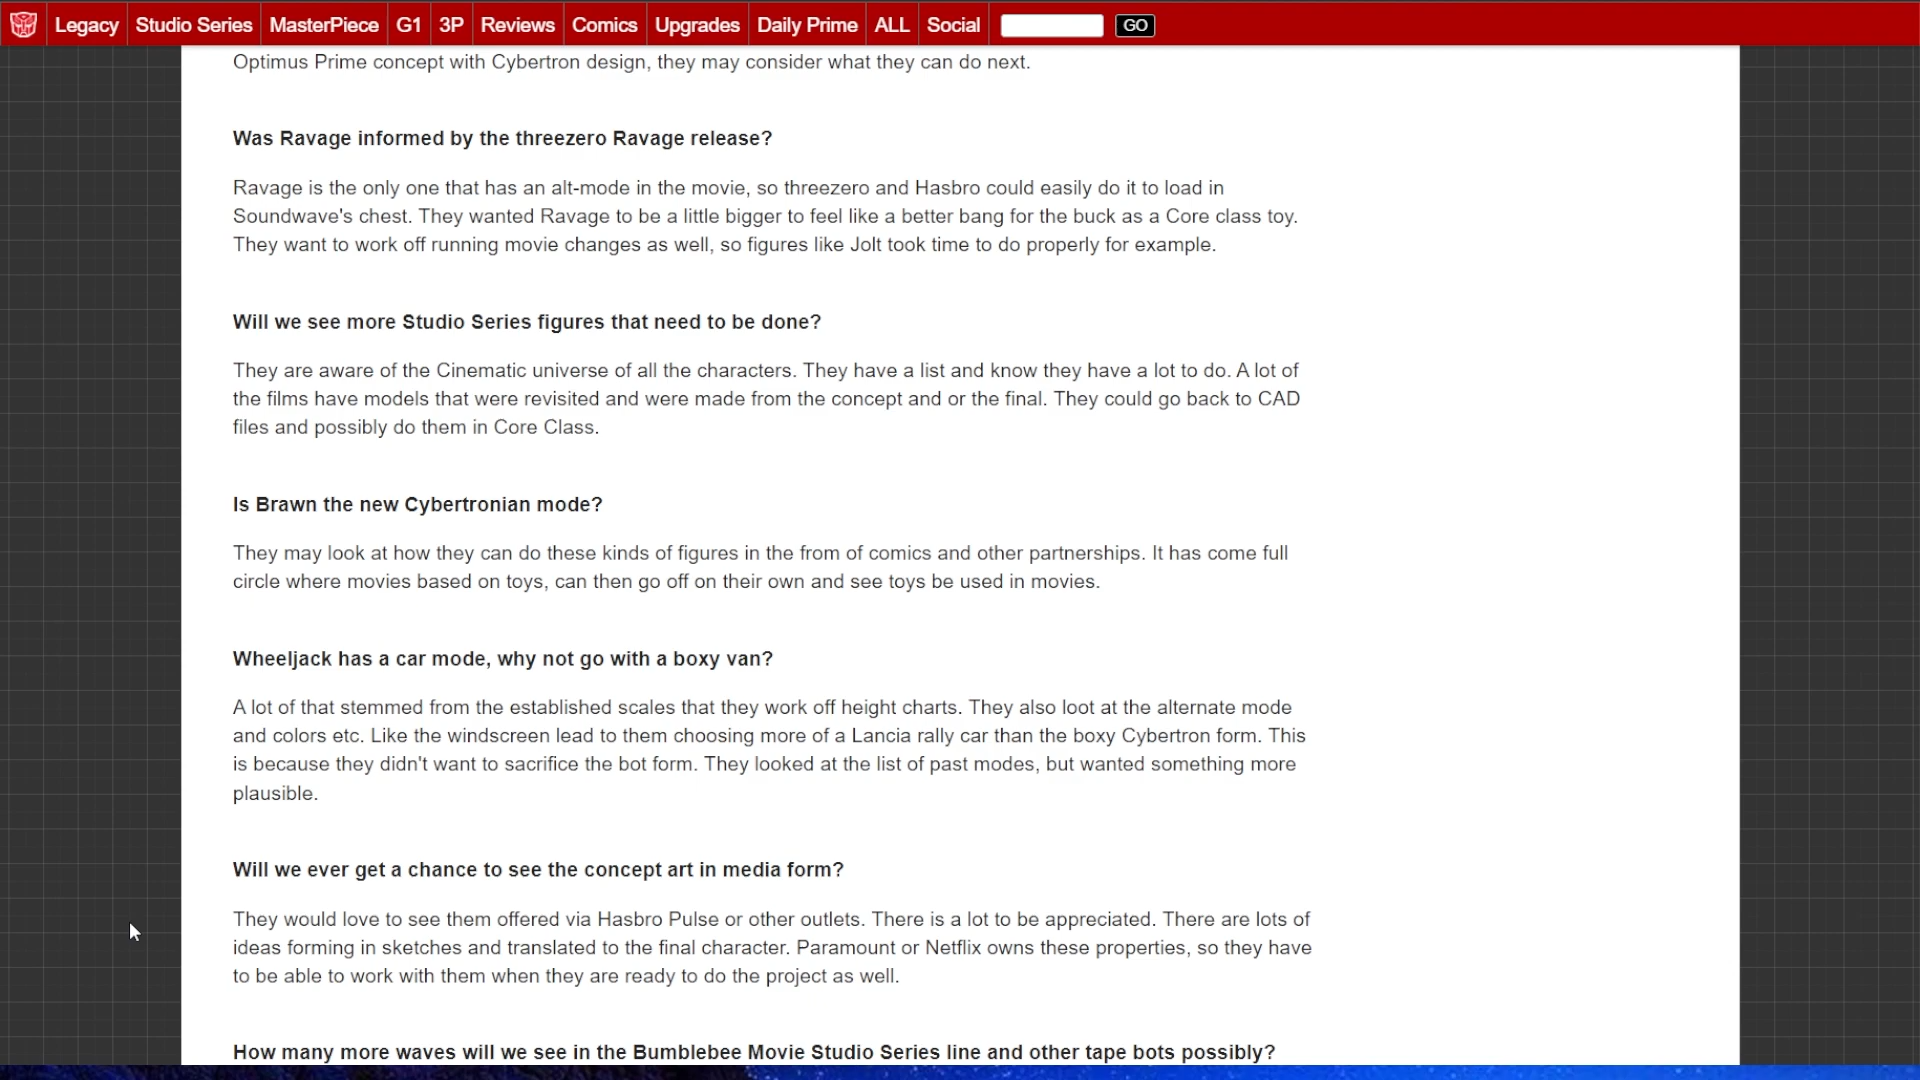 Legacy Studio Series MasterPiece G1 3P Reviews Comics Upgrades Daily Prime ALL Social GO
Optimus Prime concept with Cybertron design, they may consider what they can do next.
Was Ravage informed by the threezero Ravage release?
Ravage is the only one that has an alt-mode in the movie, so threezero and Hasbro could easily do it to load in
Soundwave's chest. They wanted Ravage to be a little bigger to feel like a better bang for the buck as a Core class toy.
They want to work off running movie changes as well, so figures like Jolt took time to do properly for example.
Will we see more Studio Series figures that need to be done?
They are aware of the Cinematic universe of all the characters. They have a list and know they have a lot to do. A lot of
the films have models that were revisited and were made from the concept and or the final. They could go back to CAD
files and possibly do them in Core Class.
Is Brawn the new Cybertronian mode?
They may look at how they can do these kinds of figures in the from of comics and other partnerships. It has come full
circle where movies based on toys, can then go off on their own and see toys be used in movies.
Wheeljack has a car mode, why not go with a boxy van?
A lot of that stemmed from the established scales that they work off height charts. They also loot at the alternate mode
and colors etc. Like the windscreen lead to them choosing more of a Lancia rally car than the boxy Cybertron form. This
is because they didn't want to sacrifice the bot form. They looked at the list of past modes, but wanted something more
plausible.
Will we ever get a chance to see the concept art in media form?
They would love to see them offered via Hasbro Pulse or other outlets. There is a lot to be appreciated. There are lots of
ideas forming in sketches and translated to the final character. Paramount or Netflix owns these properties, so they have
to be able to work with them when they are ready to do the project as well.
How many more waves will we see in the Bumblebee Movie Studio Series line and other tape bots possibly?